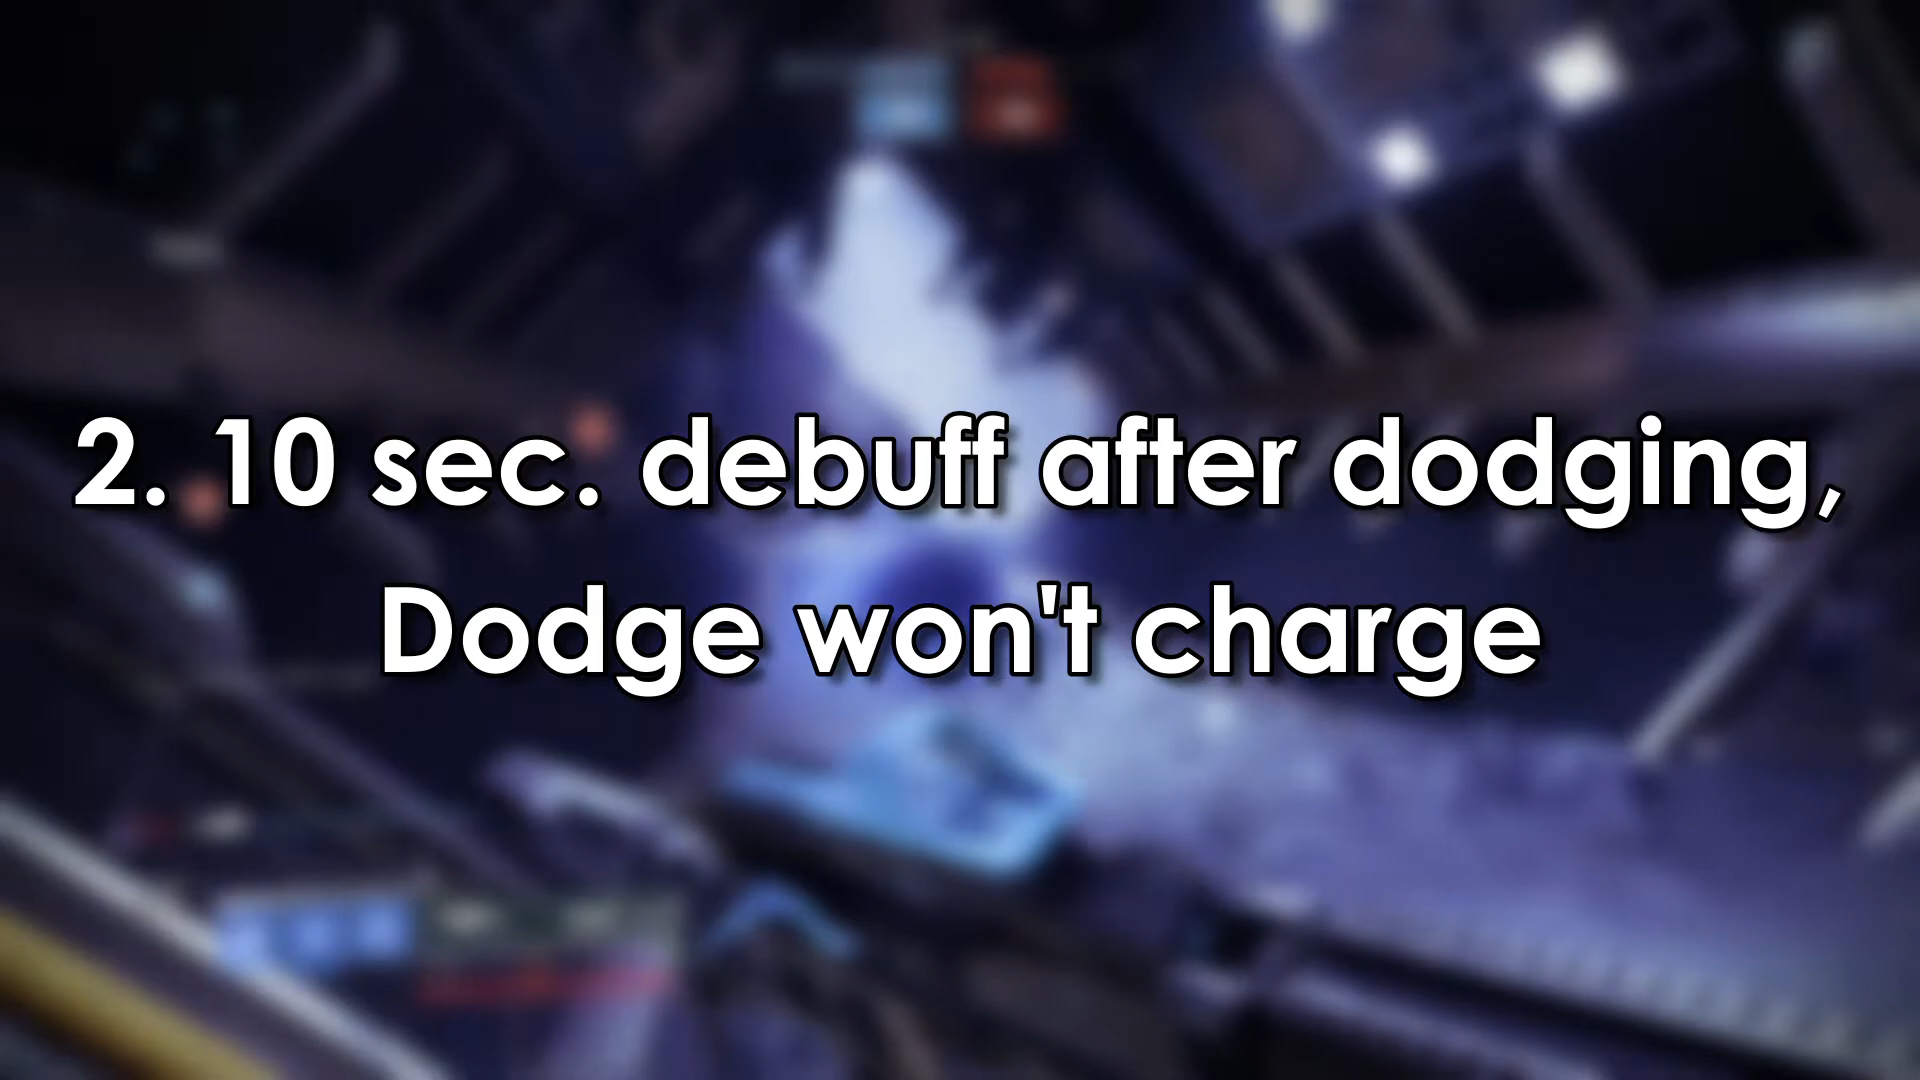 2. 10 sec. debuff after dodging,
Dodge won't charge